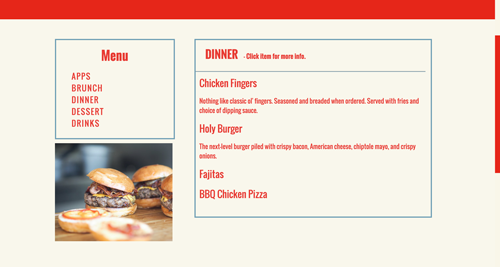 Menu
APPS
BRUNCH
DINNER
DESSERT
DRINKS
DINNER - Click item for more info.
Chicken Fingers
Nothing like classic ol' fingers. Seasoned and breaded when ordered. Served with fries and
choice of dipping sauce.
Holy Burger
The next-level burger piled with crispy bacon, American cheese, chiptole mayo, and crispy
onions.
Fajitas
BBQ Chicken Pizza